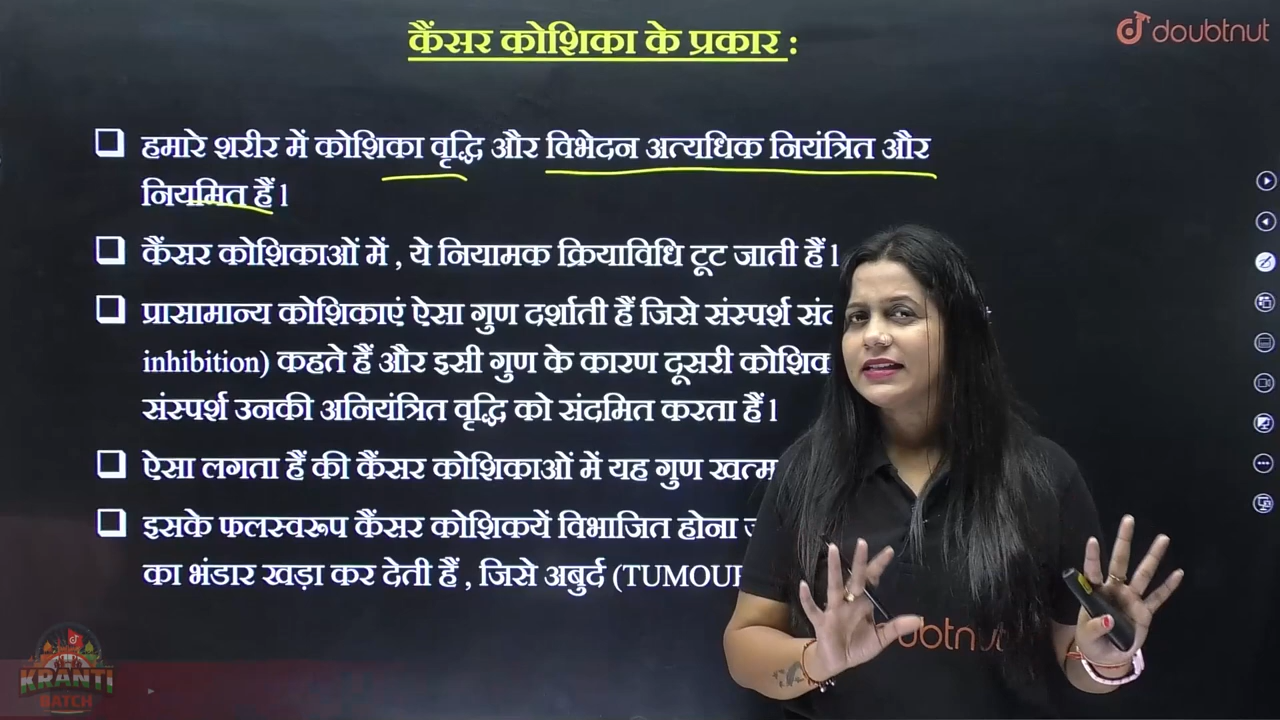 कैंसर कोशिका के प्रकार :
doubtnut
हमारे शरीर में कोशिका वृद्धि और विभेदन अत्यधिक नियंत्रित और
नियमित हैं l
कैंसर कोशिकाओं में , ये नियामक क्रियाविधि टूट जाती हैं l
प्रासामान्य कोशिकाएं ऐसा गुण दर्शाती हैं जिसे संस्पर्श
inhibition) कहते हैं और इसी गुण के कारण दूसरी
संस्पर्श उनकी अनियंत्रित वृद्धि को संदमित करता हैं l
ऐसा लगता हैं की कैंसर कोशिकाओं में यह गुण खत्म
इसके फलस्वरूप कैंसर कोशिकयें विभाजित होना
का भंडार खड़ा कर देती हैं , जिसे अबुर्द
doubtnut
KRANTI
BATCH